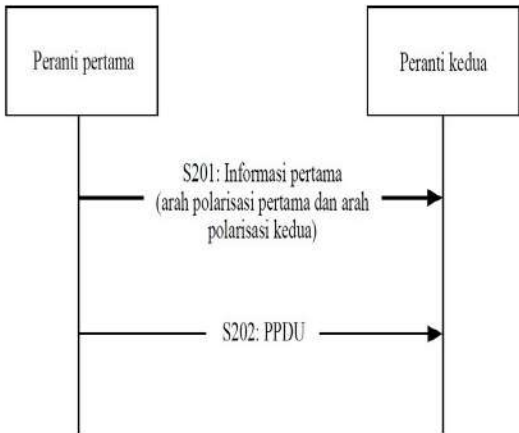 Peranti pertama
Peranti kedua
S201: Informasi pertama
(arah polarisasi pertama dan arah
polarisasi kedua)
S202: PPDU